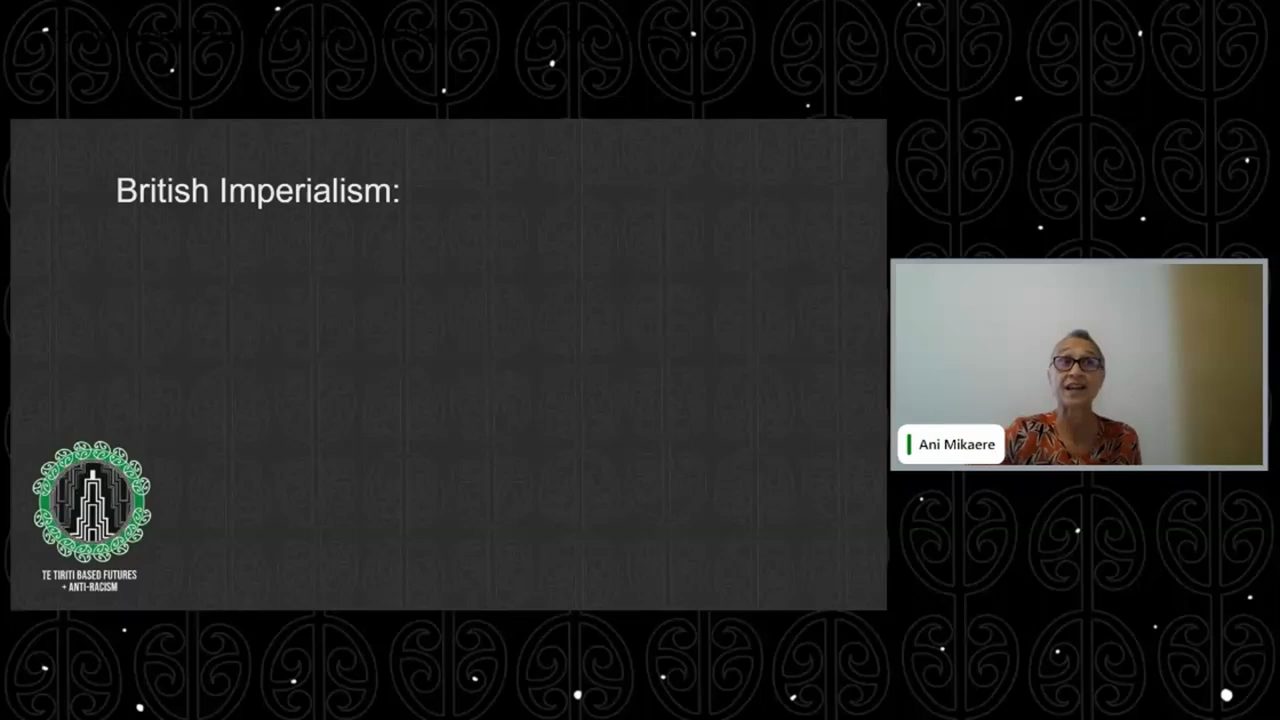 British Imperialism:
Ani Mikaere
TE TIRITI BASED FUTURES
+ ANTI-RACISM